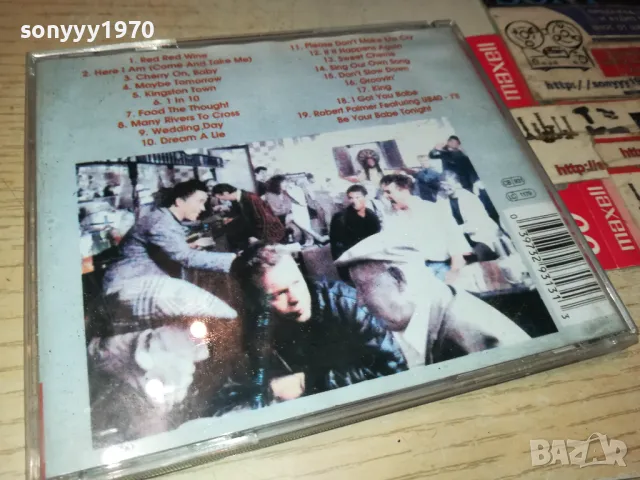 sonyyy1970
1. Red Red Wine
2. Here I Am (Come And Take Me)
3. Cherry Oh, Baby
4. Maybe Tomorrow
5. Kingston Town
6. 1 In 10
7. Food The Thought
8. Many Rivers To Cross
9. Wedding Day
10. Dream A Lie
11. Please Don't Make Me Cry
12. If It Happens Again
13. Sweet Cherrie
14. Sing Our Own Song
15. Don't Slow Down
16. Groovin'
17. King
18. I Got You Babe
19. Robert Palmer Featuring UB40 - I'll
Be Your Babe Tonight
maxell
http:
maxell
bazar.bg